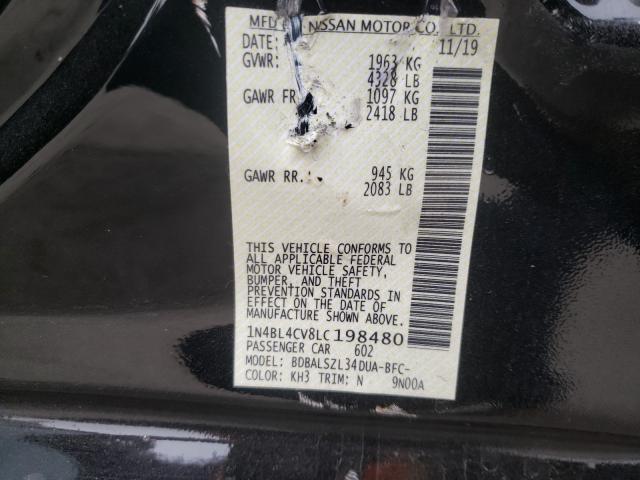 MFD NISSAN MOTOR CO., LTD.
DATE: 11/19
GVWR: 1963 KG
4328 LB
GAWR FR 1097 KG
2418 LB
GAWR RR. 945 KG
2083 LB
THIS VEHICLE CONFORMS TO
ALL APPLICABLE FEDERAL
MOTOR VEHICLE SAFETY,
BUMPER, AND THEFT
PREVENTION STANDARDS IN
EFFECT ON THE DATE OF
MANUFACTURE SHOWN ABOVE.
1N4BL4CV8LC198480
PASSENGER CAR 602
MODEL: BDBALSZL34DUA-BFC-
COLOR: KH3 TRIM: N 9N00A